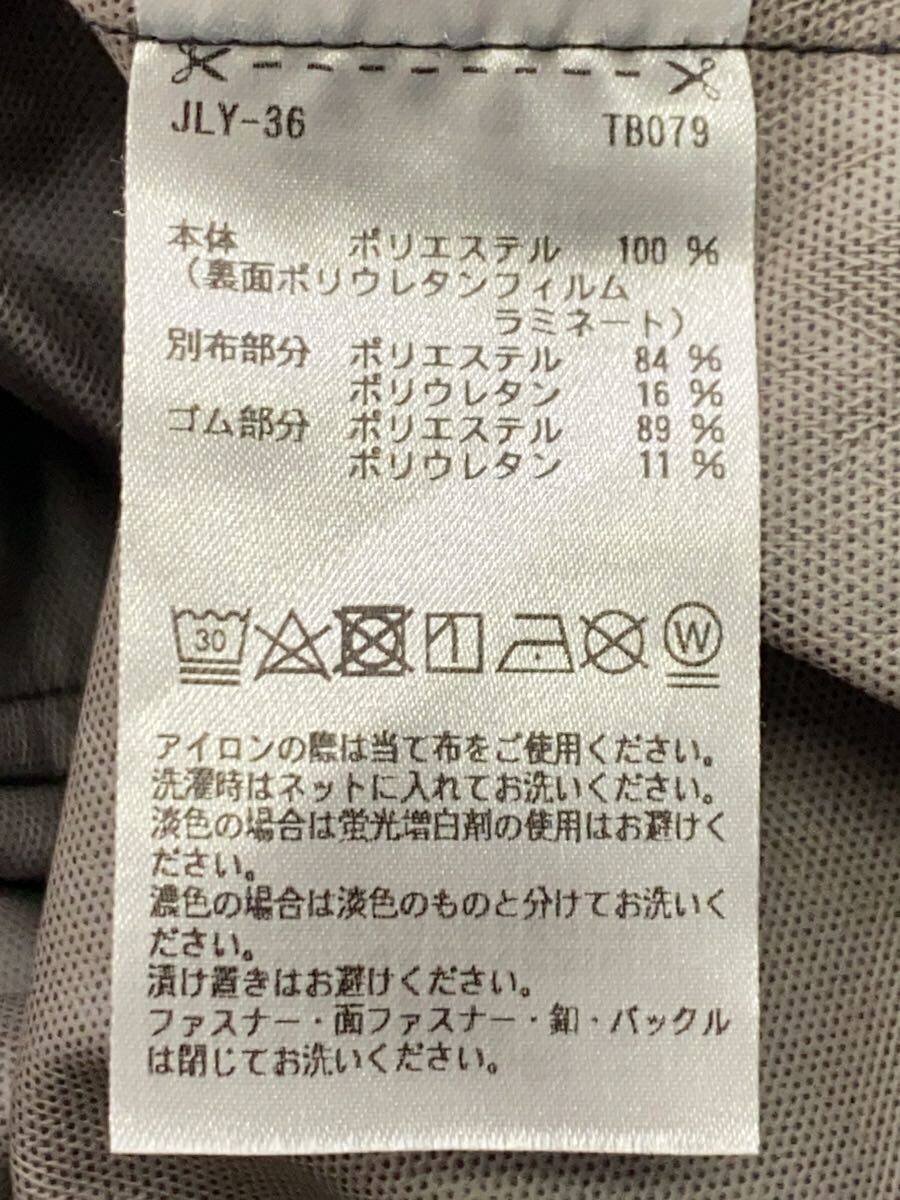 JLY-36 TB079
本体 ポリエステル 100 %
（裏面ポリウレタンフィルム
ラミネート）
別布部分 ポリエステル 84 %
ポリウレタン 16 %
ゴム部分 ポリエステル 89 %
ポリウレタン 11 %
30 W
アイロンの際は当て布をご使用ください。
洗濯時はネットに入れてお洗いください。
淡色の場合は蛍光増白剤の使用はお避けく
ださい。
濃色の場合は淡色のものと分けてお洗いく
ださい。
漬け置きはお避けください。
ファスナー・面ファスナー・釦・バックル
は閉じてお洗いください。